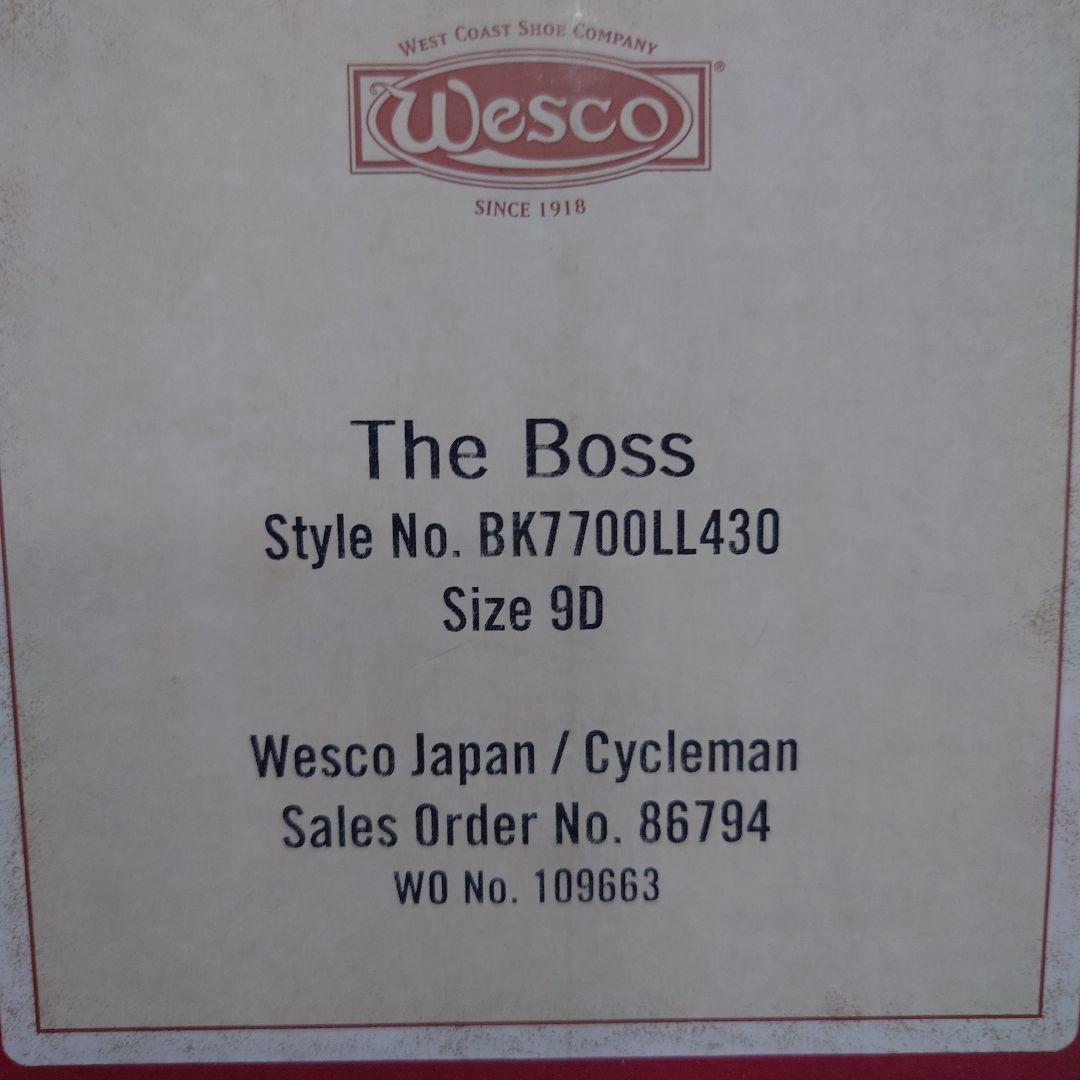 West Coast Shoe Company
Wesco®
SINCE 1918
The Boss
Style No. BK7700LL430
Size 9D
Wesco Japan / Cycleman
Sales Order No. 86794
WO No. 109663